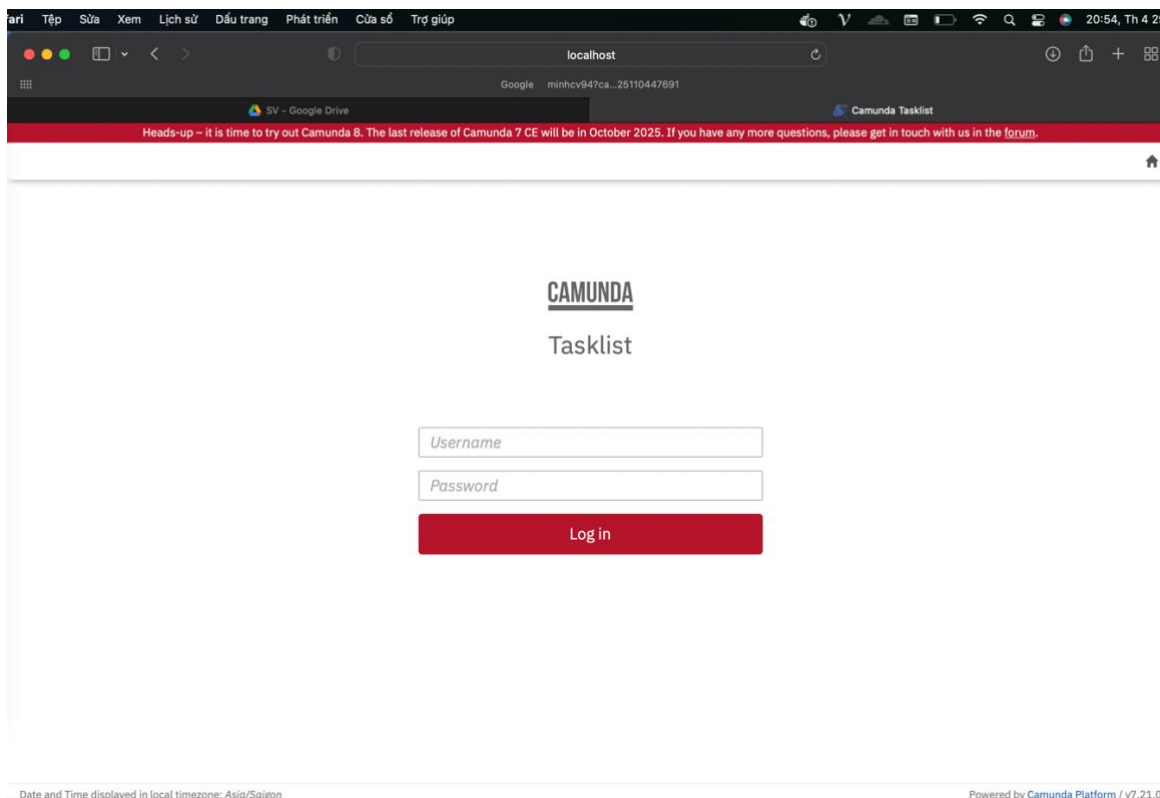 ari Tệp Sửa Xem Lịch sử Dấu trang Phát triển Cửa sổ Trợ giúp 20:54, Th 4 2
localhost
Google minhcv94?ca...25110447691
SV - Google Drive Camunda Tasklist
Heads-up – it is time to try out Camunda 8. The last release of Camunda 7 CE will be in October 2025. If you have any more questions, please get in touch with us in the forum.
CAMUNDA
Tasklist
Username
Password
Log in
Date and Time displayed in local timezone: Asia/Saigon Powered by Camunda Platform / v7.21.0